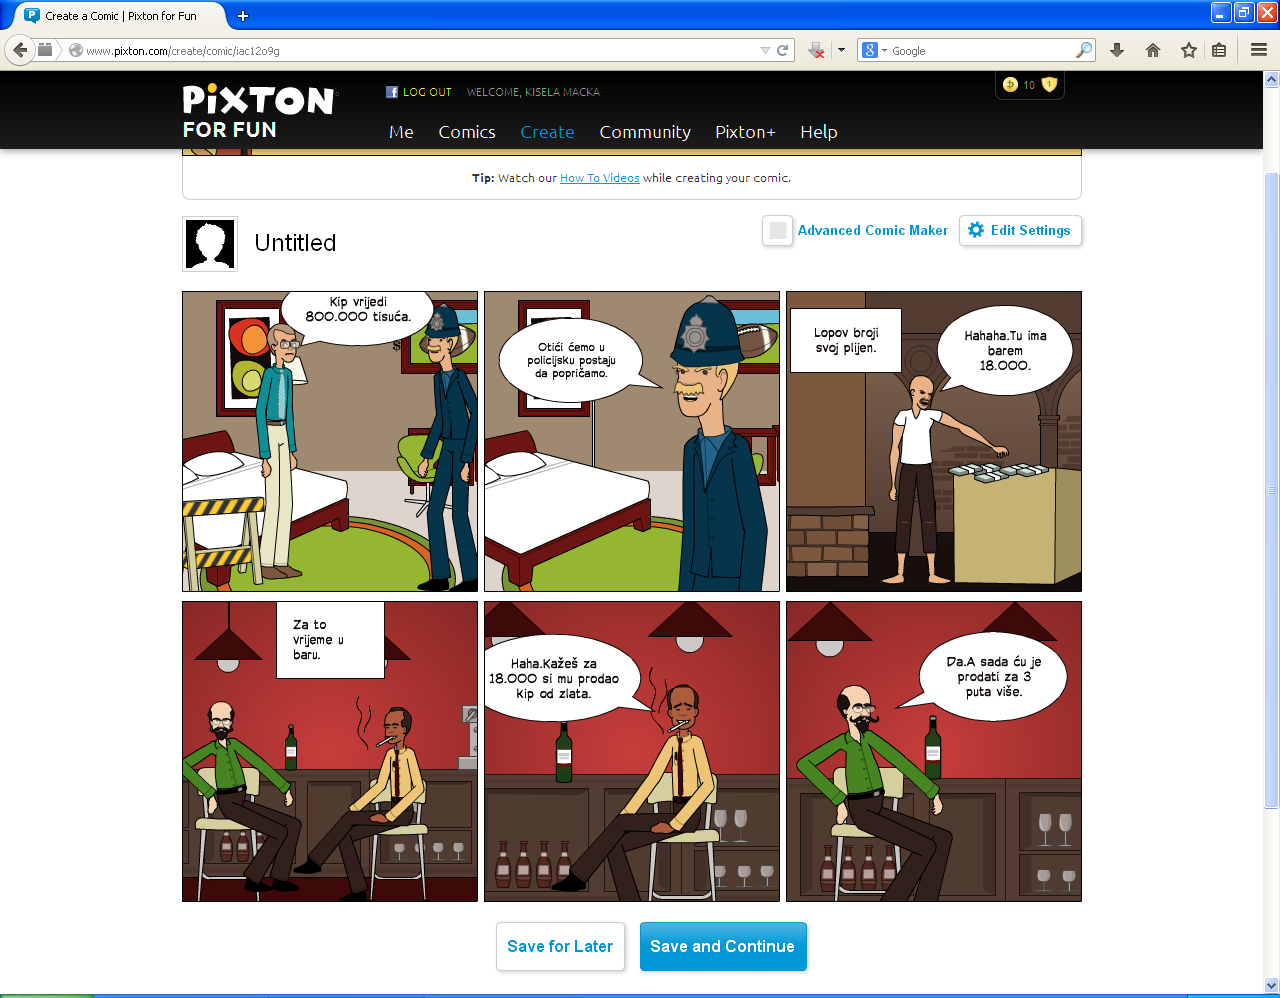 Create a Comic | Pixton for Fun
www.pixton.com/create/comic/iac12o9g
Google
PiXTON
FOR FUN
LOG OUT
WELCOME, KISELA MACKA
10
1
Me
Comics
Create
Community
Pixton+
Help
Tip: Watch our How To Videos while creating your comic.
Untitled
Advanced Comic Maker
Edit Settings
Kip vrijedi
800.000 tisuća.
Otići ćemo u
policijsku postaju
da popričamo.
Lopov broji
svoj plijen.
Hahaha.Tu ima
barem
18.000.
Za to
vrijeme u
baru.
Haha.Kažeš za
18.000 si mu prodao
kip od zlata.
Da.A sada ću je
prodati za 3
puta više.
Save for Later
Save and Continue